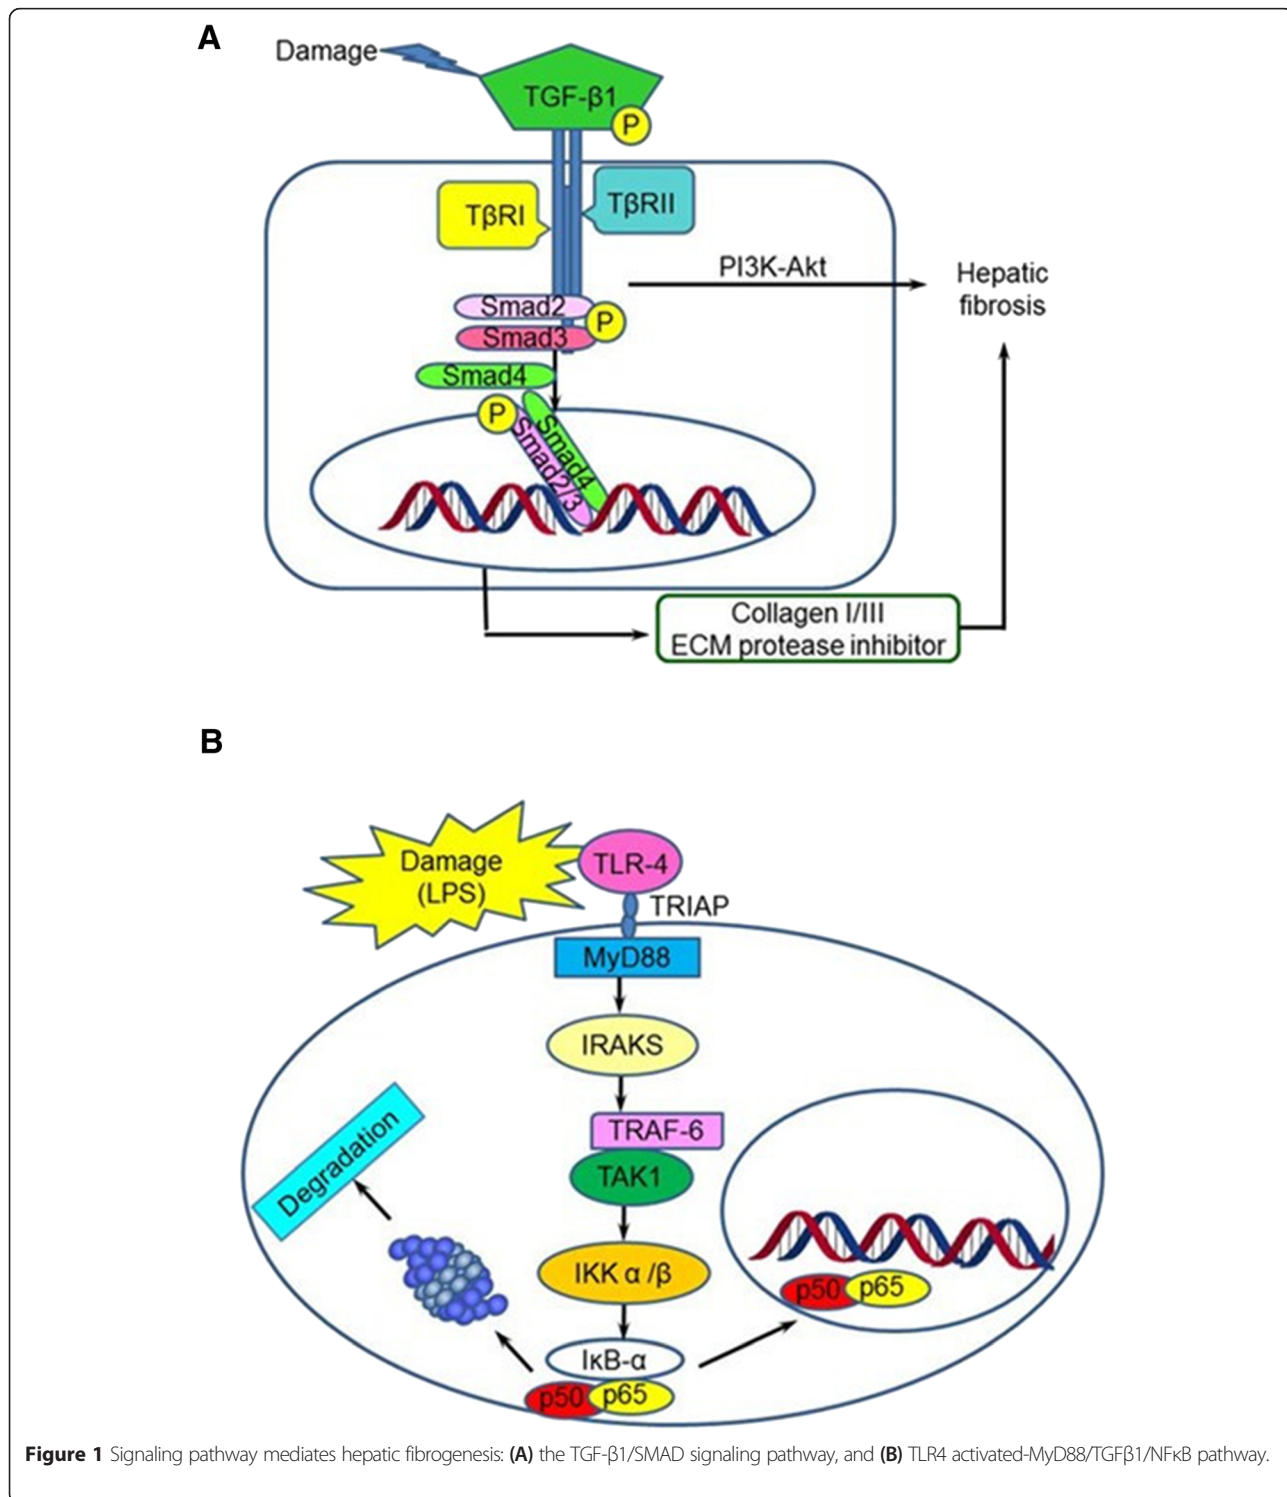 A
Damage
TGF-β1
P
TβRI
TβRII
PI3K-Akt
Hepatic
fibrosis
Smad2
P
Smad3
Smad4
P
Smad4
Smad2/3
Collagen I/III
ECM protease inhibitor
B
Damage
(LPS)
TLR-4
TRIAP
MyD88
IRAKS
TRAF-6
Degradation
TAK1
IKK α /β
p50 p65
IκB-α
p50 p65
Figure 1 Signaling pathway mediates hepatic fibrogenesis: (A) the TGF-β1/SMAD signaling pathway, and (B) TLR4 activated-MyD88/TGFβ1/NFκB pathway.